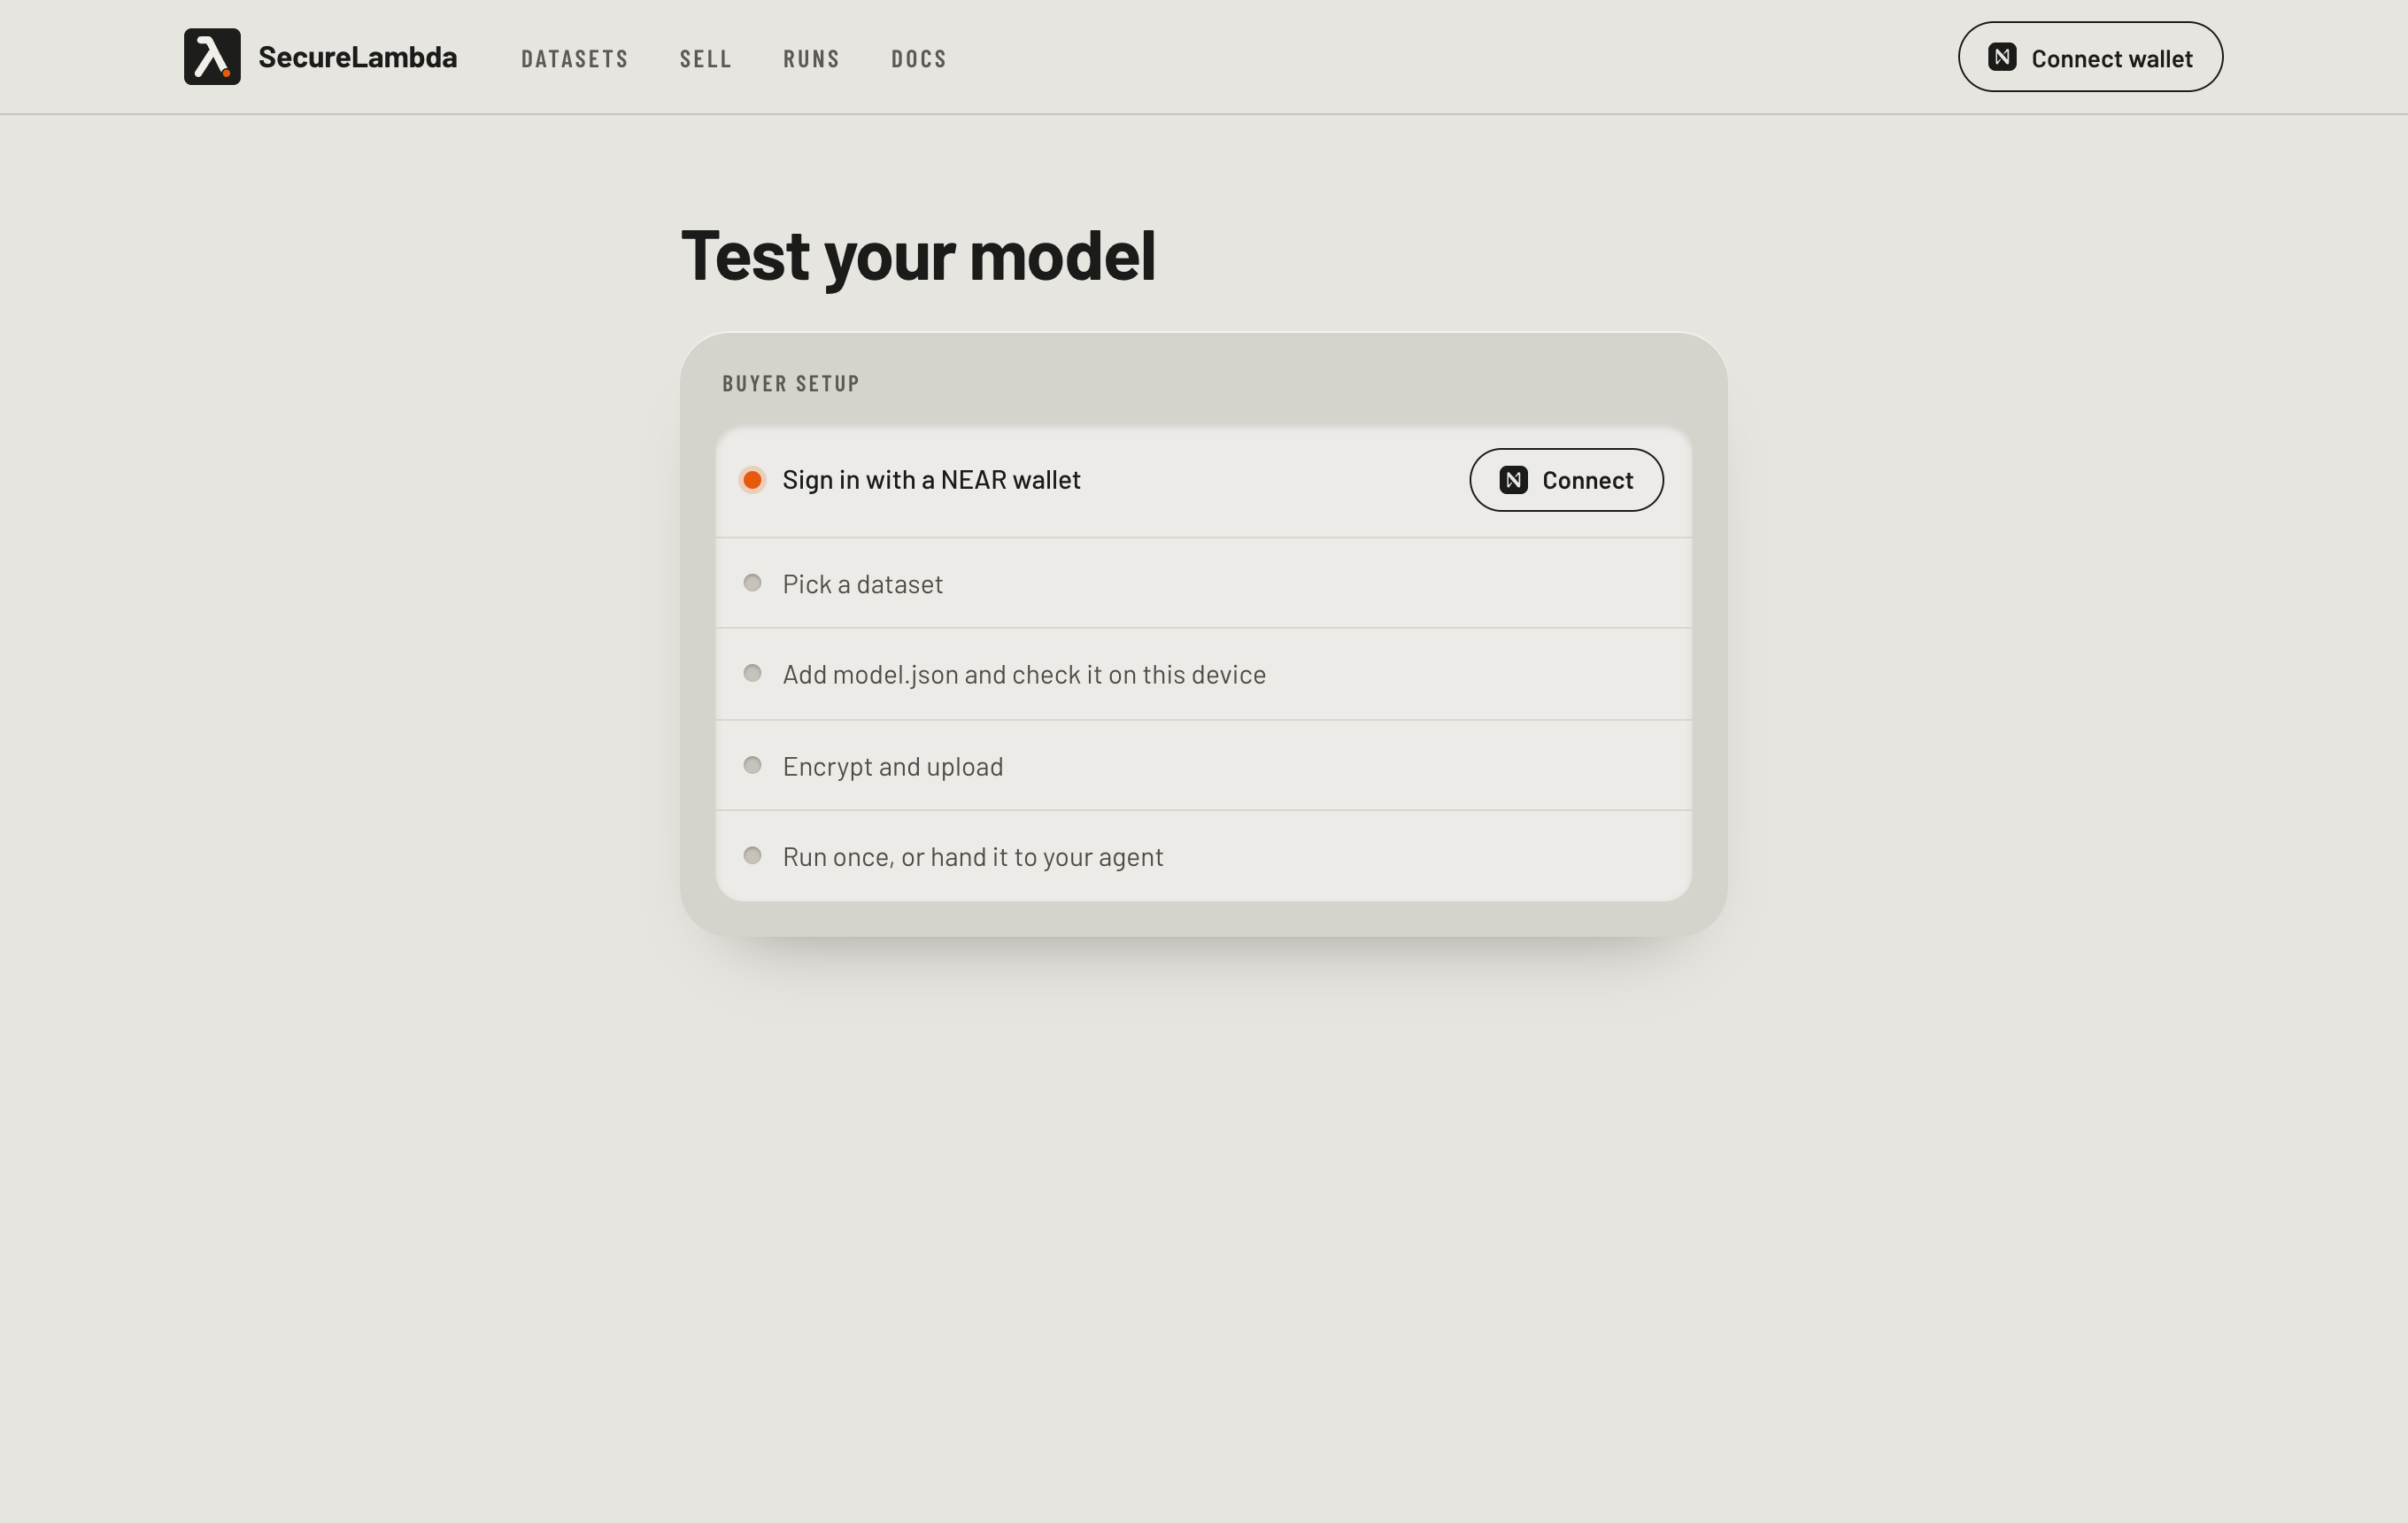 SecureLambda
DATASETS
SELL
RUNS
DOCS
Connect wallet
Test your model
BUYER SETUP
Sign in with a NEAR wallet
Connect
Pick a dataset
Add model.json and check it on this device
Encrypt and upload
Run once, or hand it to your agent